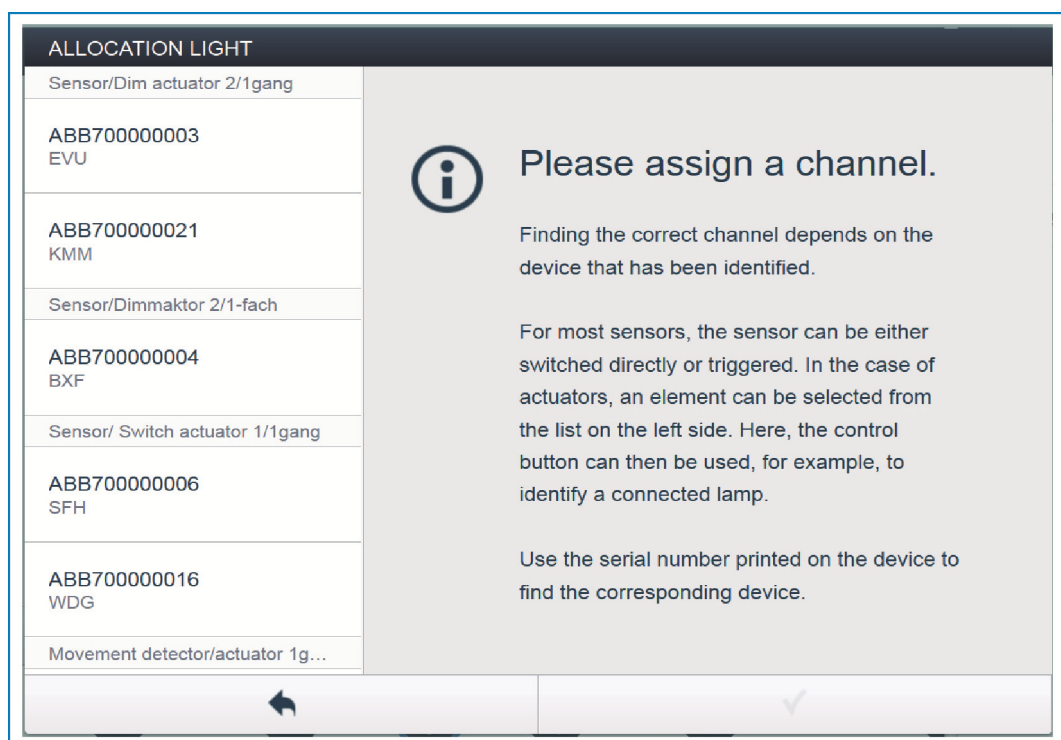 ALLOCATION LIGHT
Sensor/Dim actuator 2/1gang
ABB700000003
EVU
ABB700000021
KMM
Sensor/Dimmaktor 2/1-fach
ABB700000004
BXF
Sensor/ Switch actuator 1/1gang
ABB700000006
SFH
ABB700000016
WDG
Movement detector/actuator 1g...
Please assign a channel.
Finding the correct channel depends on the
device that has been identified.
For most sensors, the sensor can be either
switched directly or triggered. In the case of
actuators, an element can be selected from
the list on the left side. Here, the control
button can then be used, for example, to
identify a connected lamp.
Use the serial number printed on the device to
find the corresponding device.